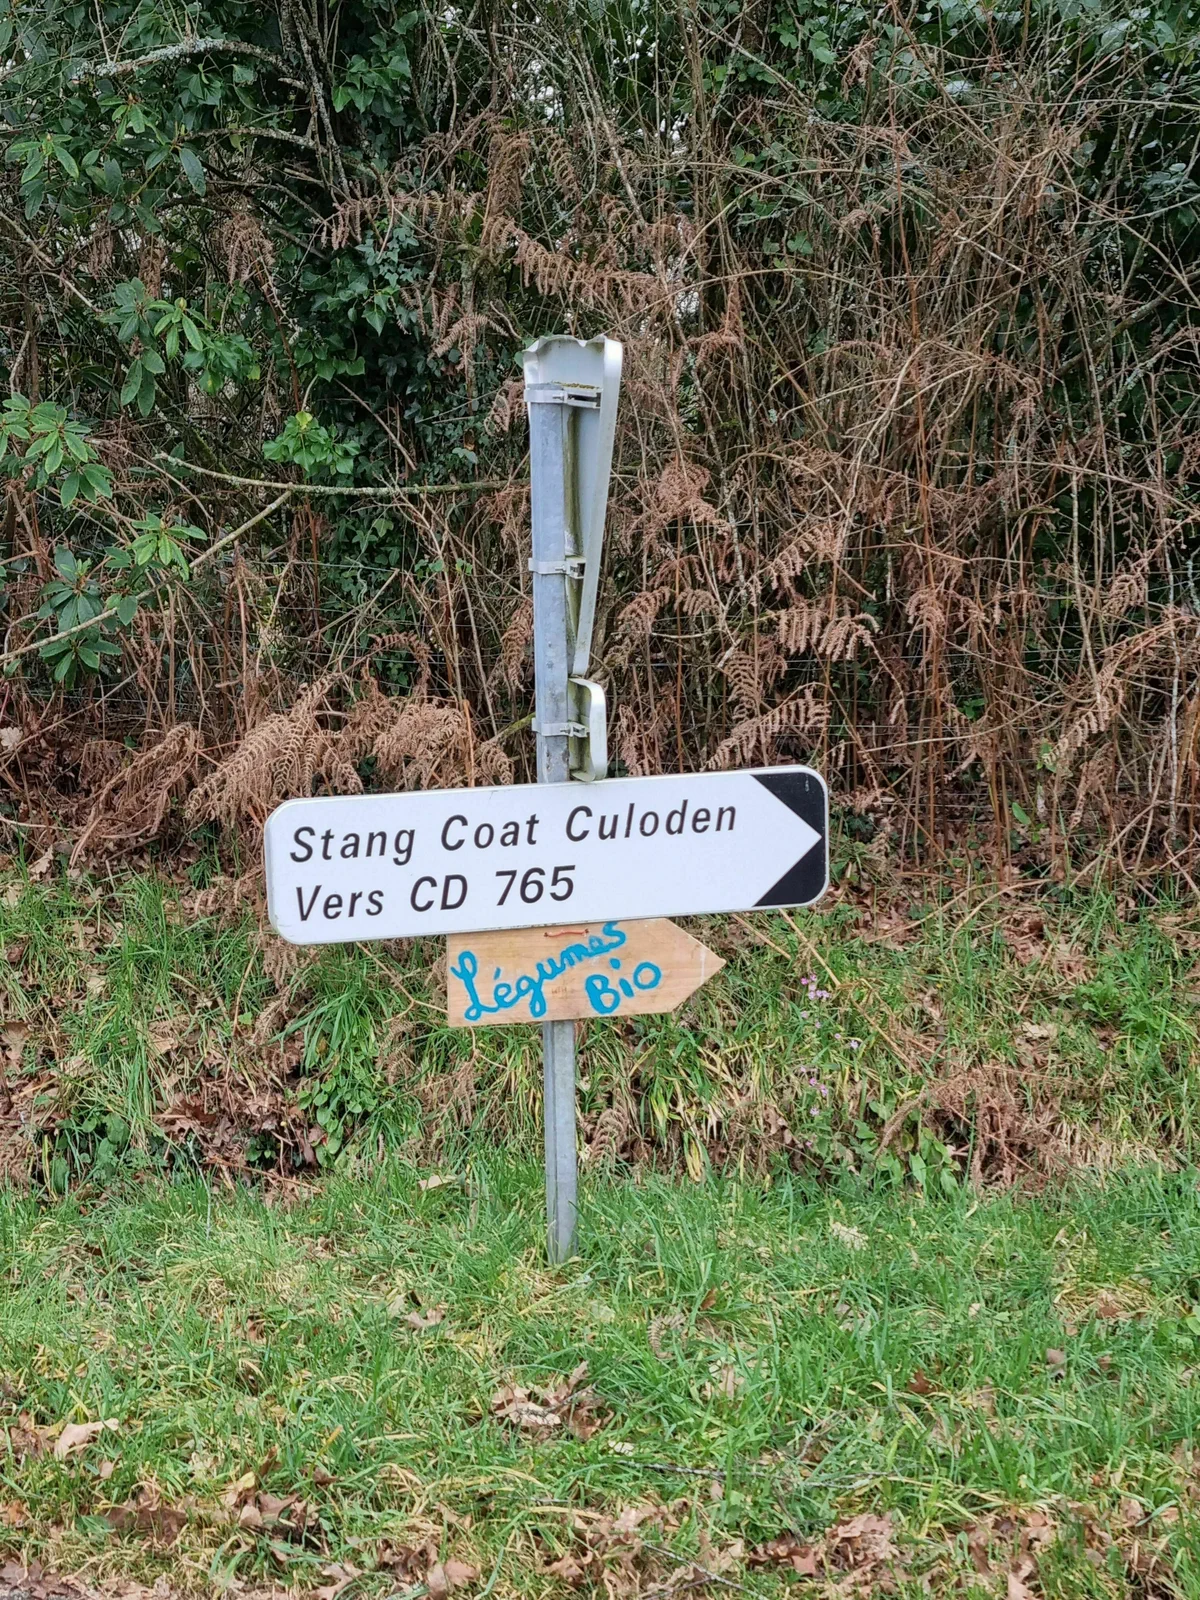 Stang Coat Culoden
Vers CD 765
Légumes
Bio